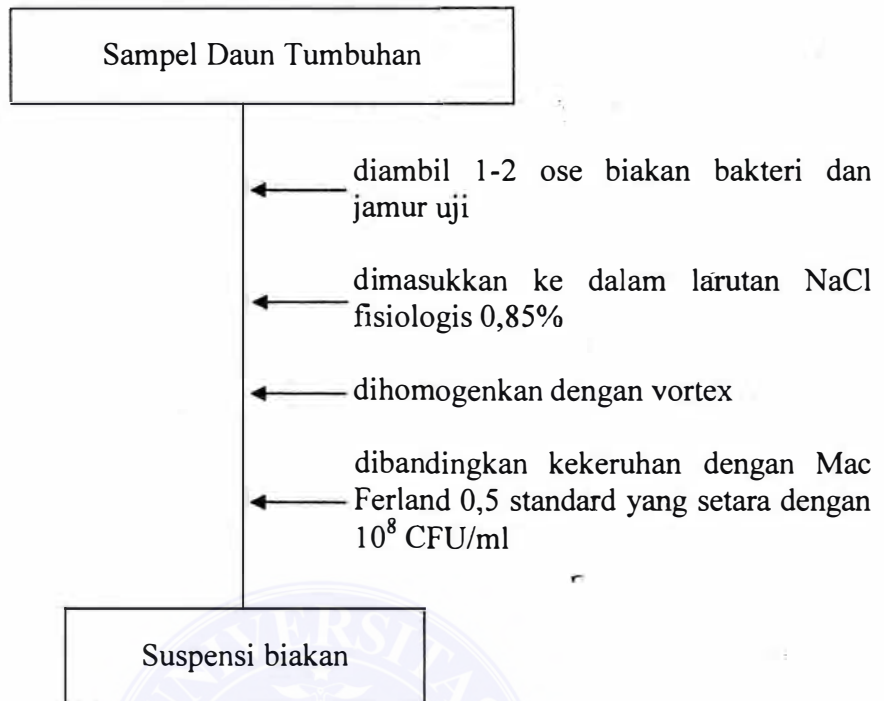 Sampel Daun Tumbuhan
diambil 1-2 ose biakan bakteri dan
jamur uji
dimasukkan ke dalam larutan NaCl
fisiologis 0,85%
dihomogenkan dengan vortex
dibandingkan kekeruhan dengan Mac
Ferland 0,5 standard yang setara dengan
10⁸ CFU/ml
Suspensi biakan